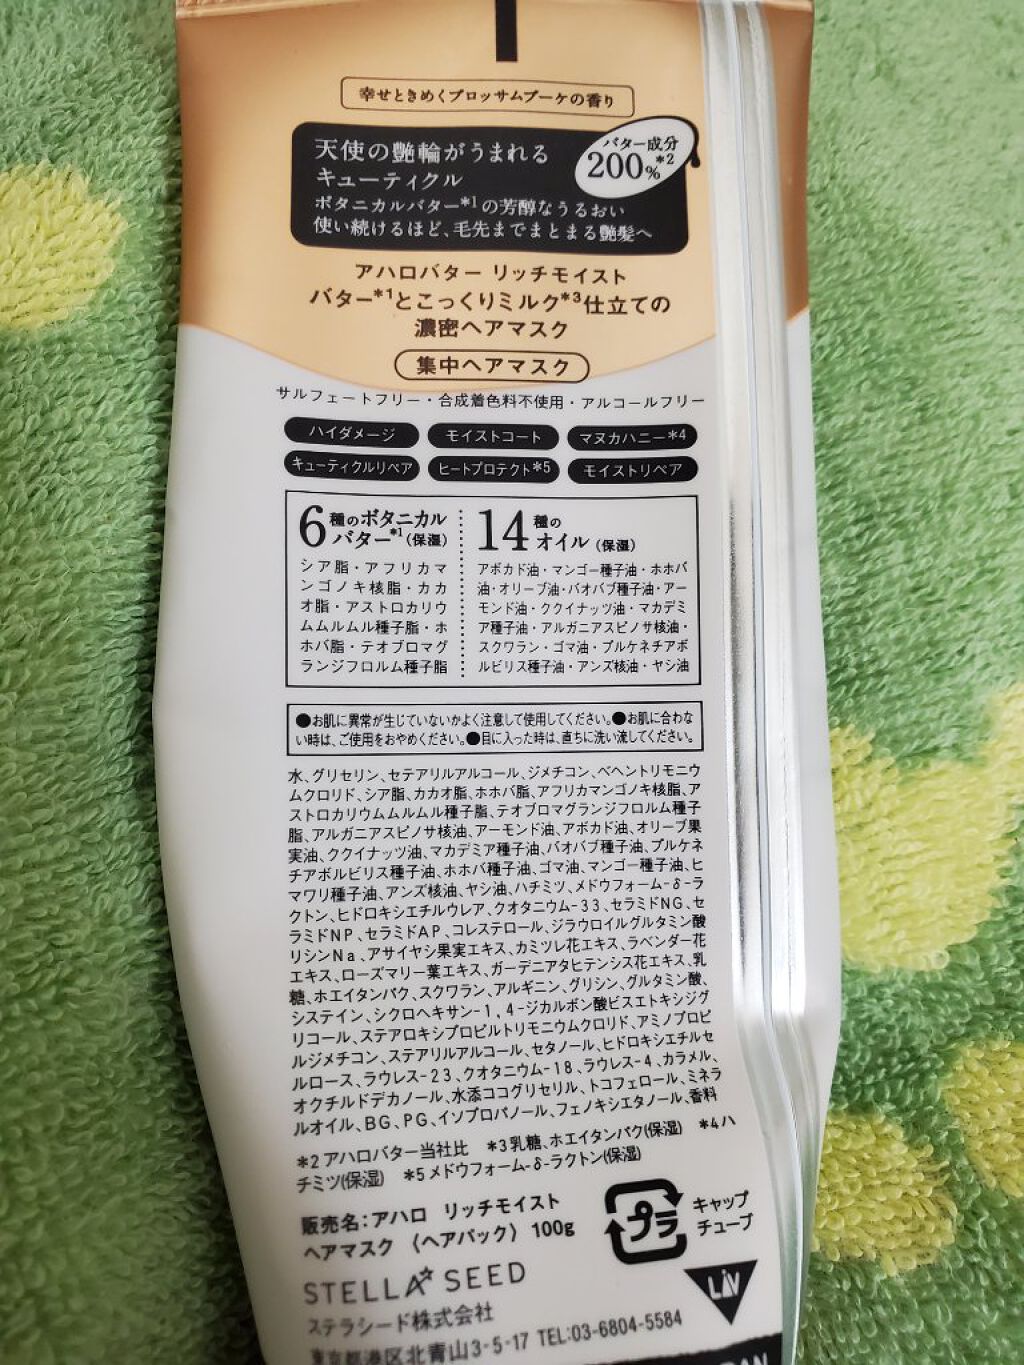 幸せときめくブロッサムブーケの香り
天使の艶輪がうまれる
キューティクル
バター成分
200%*2
ボタニカルバター*1の芳醇なうるおい
使い続けるほど、毛先までまとまる艶髪へ
アハロバター リッチモイスト
バター*1とこっくりミルク*3仕立ての
濃密ヘアマスク
集中ヘアマスク
サルフェートフリー・合成着色料不使用・アルコールフリー
ハイダメージ モイストコート マヌカハニー*4
キューティクルリペア ヒートプロテクト*5 モイストリペア
6種のボタニカル
バター*1(保湿)
シア脂・アフリカマ
ンゴノキ核脂・カカ
オ脂・アストロカリウ
ムムルムル種子脂・ホ
ホバ脂・テオブロマグ
ランジフロルム種子脂
14種の
オイル(保湿)
アボカド油・マンゴー種子油・ホホバ
油・オリーブ油・バオバブ種子油・アー
モンド油・ククイナッツ油・マカデミ
ア種子油・アルガニアスピノサ核油・
スクワラン・ゴマ油・プルケネチアボ
ルビリス種子油・アンズ核油・ヤシ油
●お肌に異常が生じていないかよく注意して使用してください。●お肌に合わな
い時は、ご使用をおやめください。●目に入った時は、直ちに洗い流してください。
水、グリセリン、セテアリルアルコール、ジメチコン、ベヘントリモニウ
ムクロリド、シア脂、カカオ脂、ホホバ脂、アフリカマンゴノキ核脂、ア
ストロカリウムムルムル種子脂、テオブロマグランジフロルム種子
脂、アルガニアスピノサ核油、アーモンド油、アボカド油、オリーブ果
実油、ククイナッツ油、マカデミア種子油、バオバブ種子油、プルケネ
チアボルビリス種子油、ホホバ種子油、ゴマ油、マンゴー種子油、ヒ
マワリ種子油、アンズ核油、ヤシ油、ハチミツ、メドウフォーム-δ-ラ
クトン、ヒドロキシエチルウレア、クオタニウム-33、セラミドNG、セ
ラミドNP、セラミドAP、コレステロール、ジラウロイルグルタミン酸
リシンNa、アサイヤシ果実エキス、カミツレ花エキス、ラベンダー花
エキス、ローズマリー葉エキス、ガーデニアタヒテンシス花エキス、乳
糖、ホエイタンパク、スクワラン、アルギニン、グリシン、グルタミン酸、
システイン、シクロヘキサン-1,4-ジカルボン酸ビスエトキシジグ
リコール、ステアロキシプロピルトリモニウムクロリド、アミノプロピ
ルジメチコン、ステアリルアルコール、セタノール、ヒドロキシエチルセ
ルロース、ラウレス-23、クオタニウム-18、ラウレス-4、カラメル、
オクチルドデカノール、水添ココグリセリル、トコフェロール、ミネラ
ルオイル、BG、PG、イソプロパノール、フェノキシエタノール、香料
*2アハロバター当社比 *3乳糖、ホエイタンパク(保湿) *4ハ
チミツ(保湿) *5メドウフォーム-δ-ラクトン(保湿)
販売名:アハロ リッチモイスト
ヘアマスク (ヘアパック) 100g
プラ
キャップ
チューブ
STELLA SEED
LiV
ステラシード株式会社
東京都港区北青山3-5-17 TEL:03-6804-5584